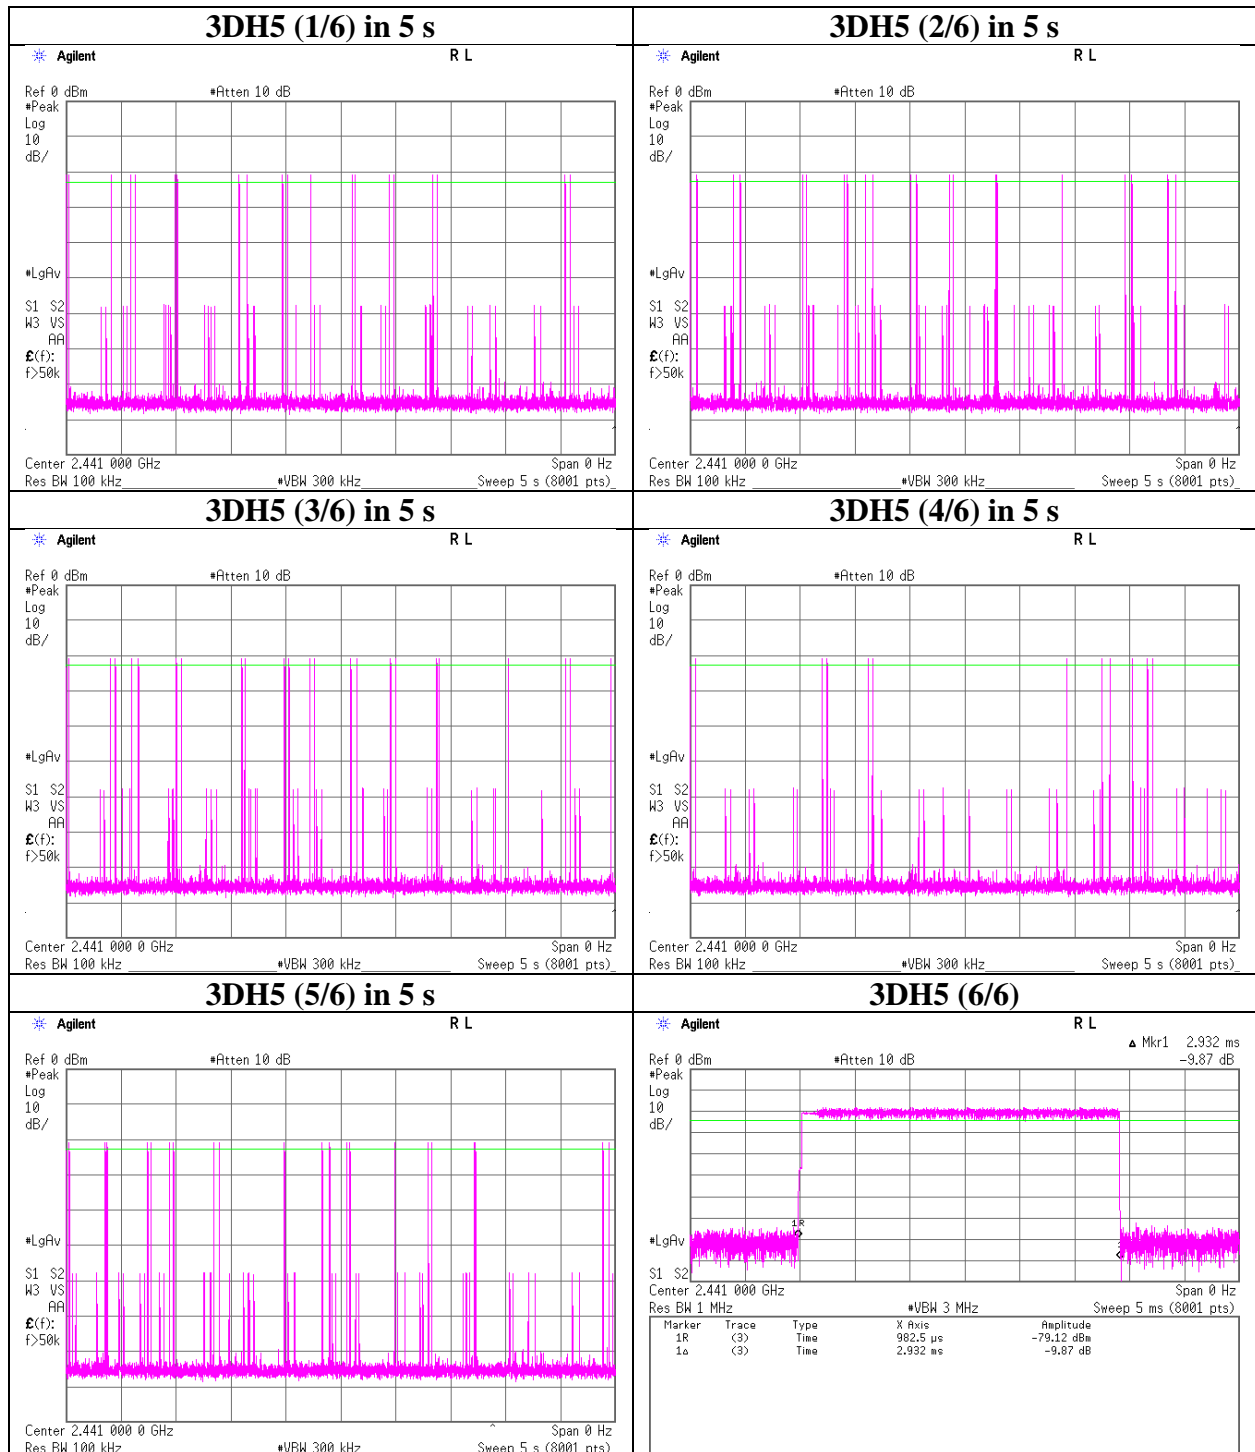 3DH5 (1/6) in 5 s
Agilent R L
Ref 0 dBm #Atten 10 dB
#Peak
Log
10
dB/
#LgAv
S1 S2
W3 VS
AA
£(f):
f>50k
Center 2.441 000 GHz Span 0 Hz
Res BW 100 kHz #VBW 300 kHz Sweep 5 s (8001 pts)
3DH5 (2/6) in 5 s
Agilent R L
Ref 0 dBm #Atten 10 dB
#Peak
Log
10
dB/
#LgAv
S1 S2
W3 VS
AA
£(f):
f>50k
Center 2.441 000 0 GHz Span 0 Hz
Res BW 100 kHz #VBW 300 kHz Sweep 5 s (8001 pts)
3DH5 (3/6) in 5 s
Agilent R L
Ref 0 dBm #Atten 10 dB
#Peak
Log
10
dB/
#LgAv
S1 S2
W3 VS
AA
£(f):
f>50k
Center 2.441 000 0 GHz Span 0 Hz
Res BW 100 kHz #VBW 300 kHz Sweep 5 s (8001 pts)
3DH5 (4/6) in 5 s
Agilent R L
Ref 0 dBm #Atten 10 dB
#Peak
Log
10
dB/
#LgAv
S1 S2
W3 VS
AA
£(f):
f>50k
Center 2.441 000 0 GHz Span 0 Hz
Res BW 100 kHz #VBW 300 kHz Sweep 5 s (8001 pts)
3DH5 (5/6) in 5 s
Agilent R L
Ref 0 dBm #Atten 10 dB
#Peak
Log
10
dB/
#LgAv
S1 S2
W3 VS
AA
£(f):
f>50k
Center 2.441 000 0 GHz Span 0 Hz
Res BW 100 kHz #VBW 300 kHz Sweep 5 s (8001 pts)
3DH5 (6/6)
Agilent R L
Δ Mkr1 2.932 ms
Ref 0 dBm #Atten 10 dB -9.87 dB
#Peak
Log
10
dB/
1R
#LgAv
S1 S2
Center 2.441 000 GHz Span 0 Hz
Res BW 1 MHz #VBW 3 MHz Sweep 5 ms (8001 pts)
Marker Trace Type X Axis Amplitude
1R (3) Time 982.5 µs -79.12 dBm
1Δ (3) Time 2.932 ms -9.87 dB